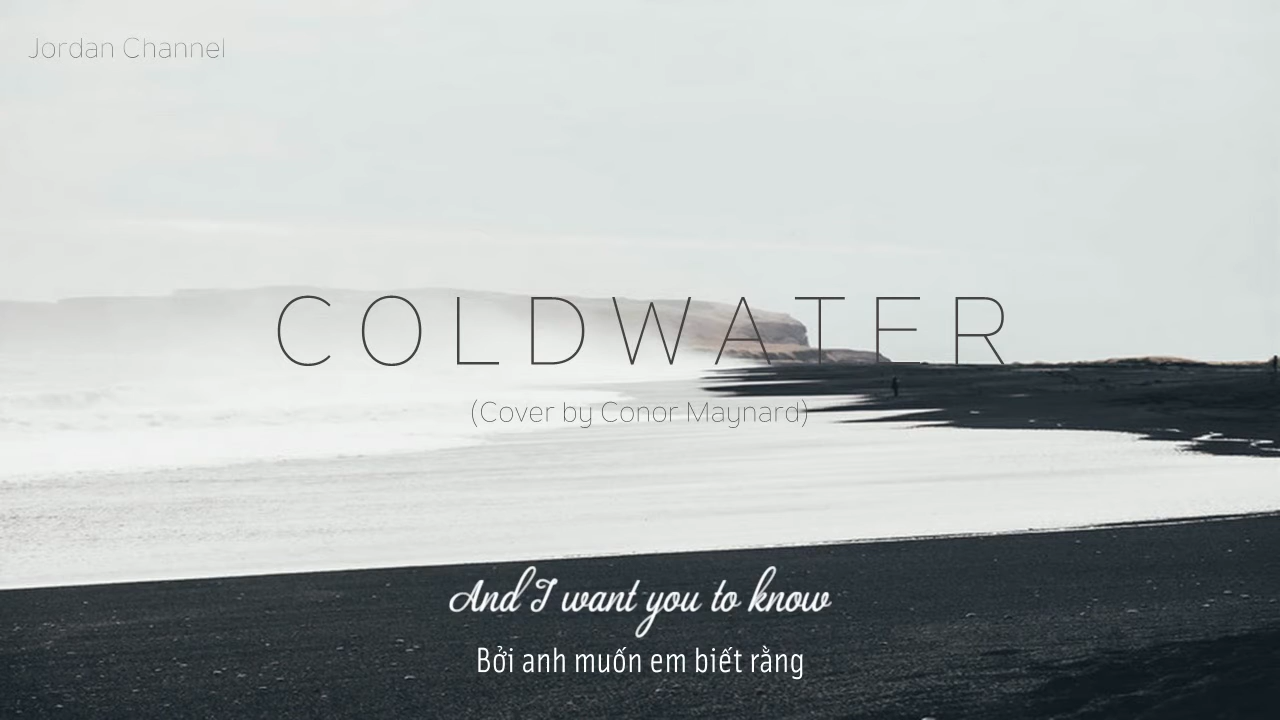 Jordan Channel
COLDWATER
(Cover by Conor Maynard)
And I want you to know
Bởi anh muốn em biết rằng